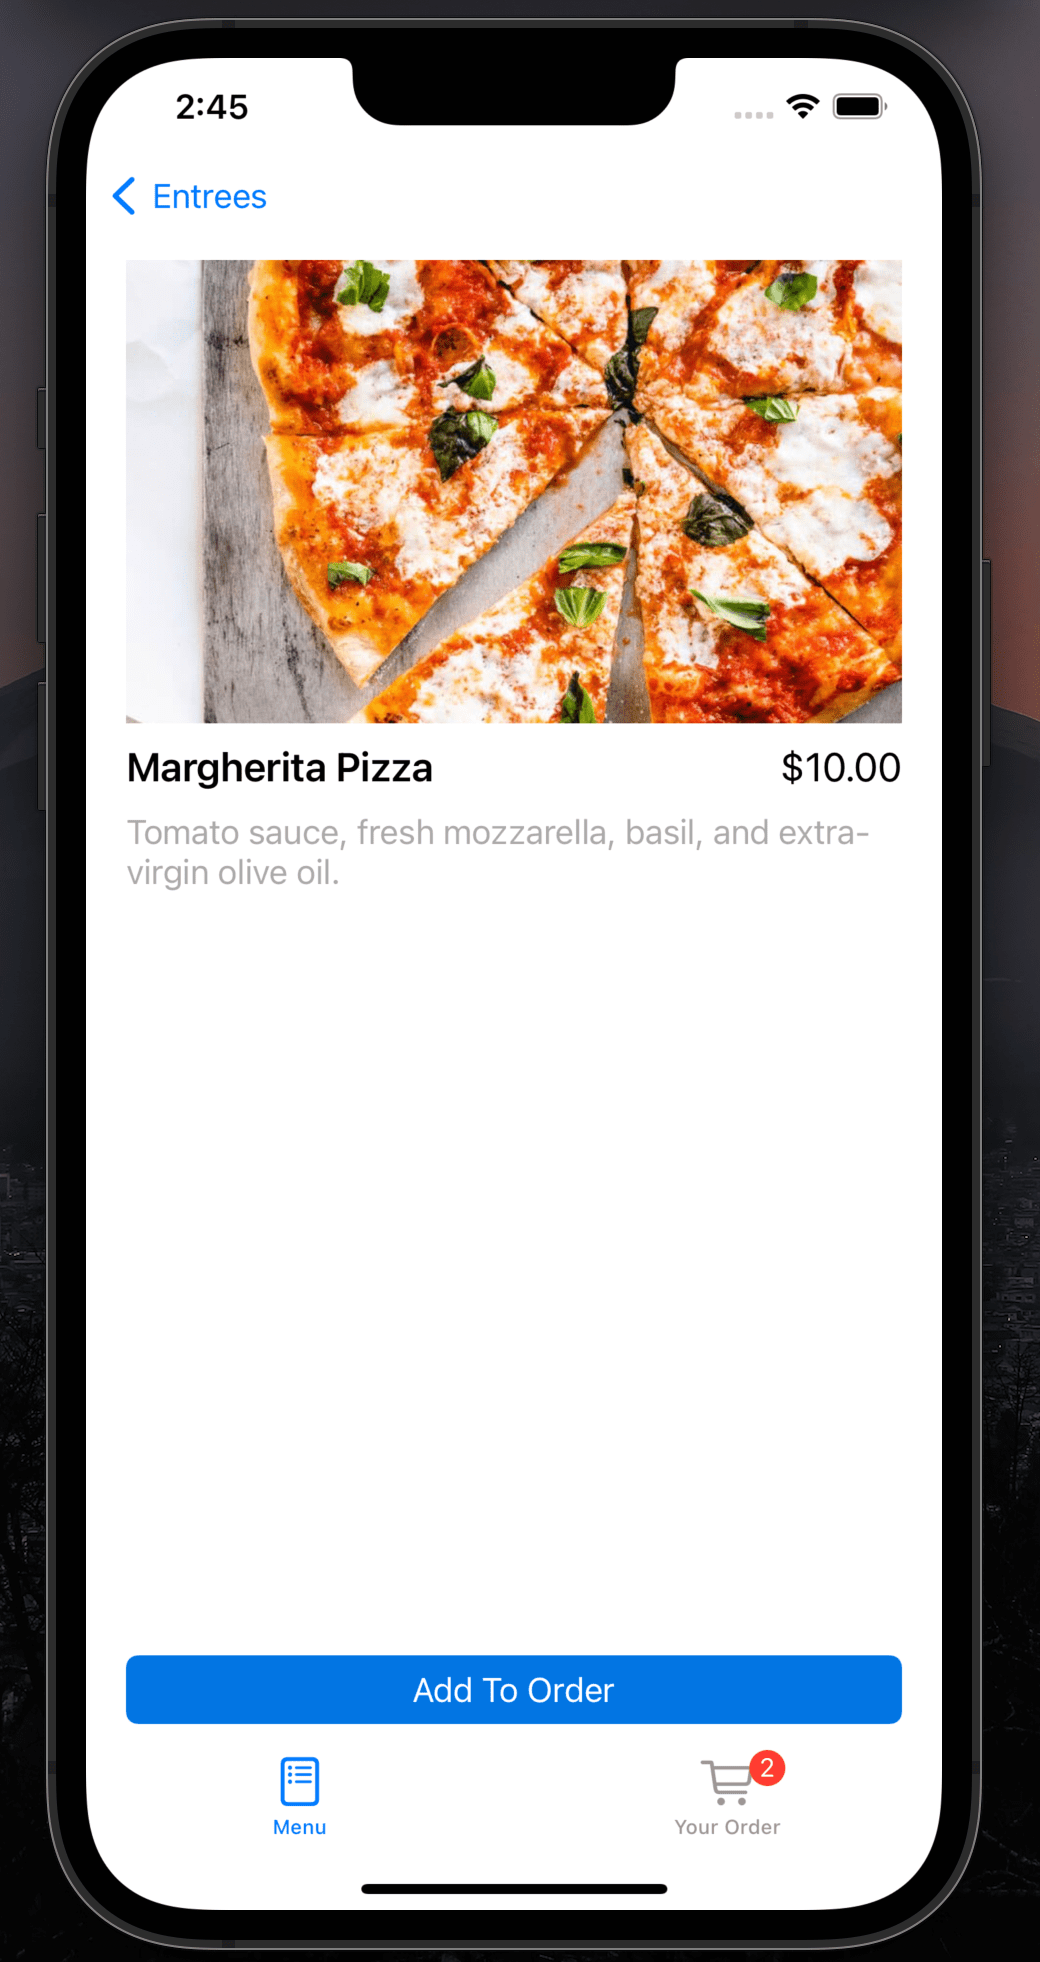 2:45
Entrees
Margherita Pizza $10.00
Tomato sauce, fresh mozzarella, basil, and extra-
virgin olive oil.
Add To Order
2
Menu Your Order